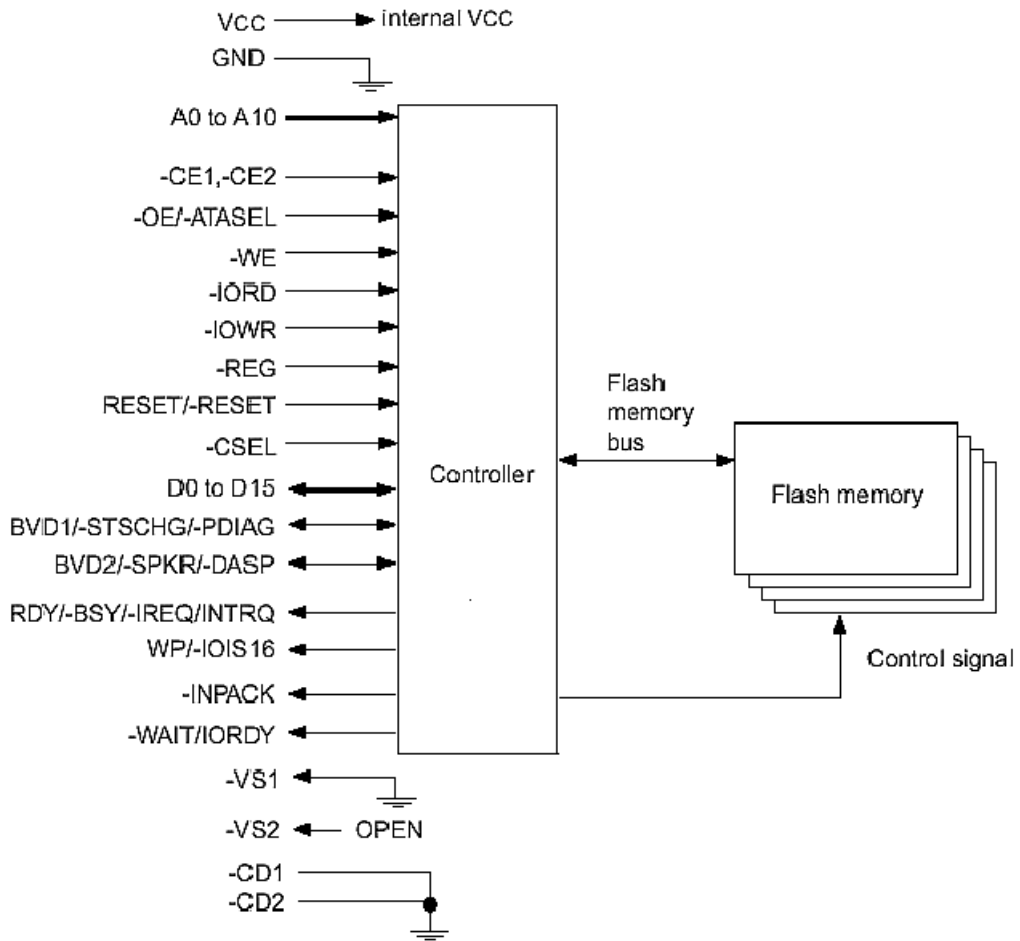 VCC
internal VCC
GND
A0 to A10
-CE1,-CE2
-OE/-ATASEL
-WE
-IORD
-IOWR
-REG
RESET/-RESET
-CSEL
D0 to D15
BVD1/-STSCHG/-PDIAG
BVD2/-SPKR/-DASP
RDY/-BSY/-IREQ/INTRQ
WP/-IOIS16
-INPACK
-WAIT/IORDY
-VS1
-VS2
OPEN
-CD1
-CD2
Controller
Flash
memory
bus
Flash memory
Control signal